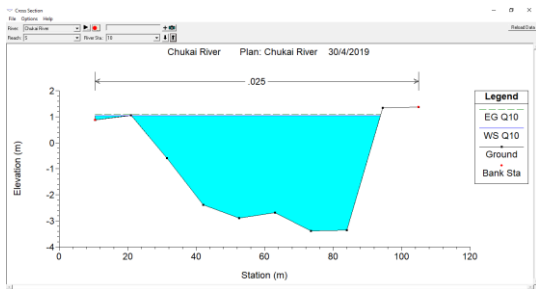 Cross Section
File Options Help
River: Chukai River
Reach: River Sta.: 10
Reload Data
Chukai River Plan: Chukai River 30/4/2019
.025
Elevation (m)
2
1
0
-1
-2
-3
-4
0 20 40 60 80 100 120
Station (m)
Legend
EG Q10
WS Q10
Ground
Bank Sta